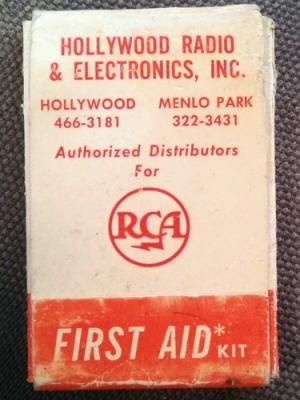 HOLLYWOOD RADIO
& ELECTRONICS, INC.
HOLLYWOOD MENLO PARK
466-3181 322-3431
Authorized Distributors
For
RCA
FIRST AID* KIT